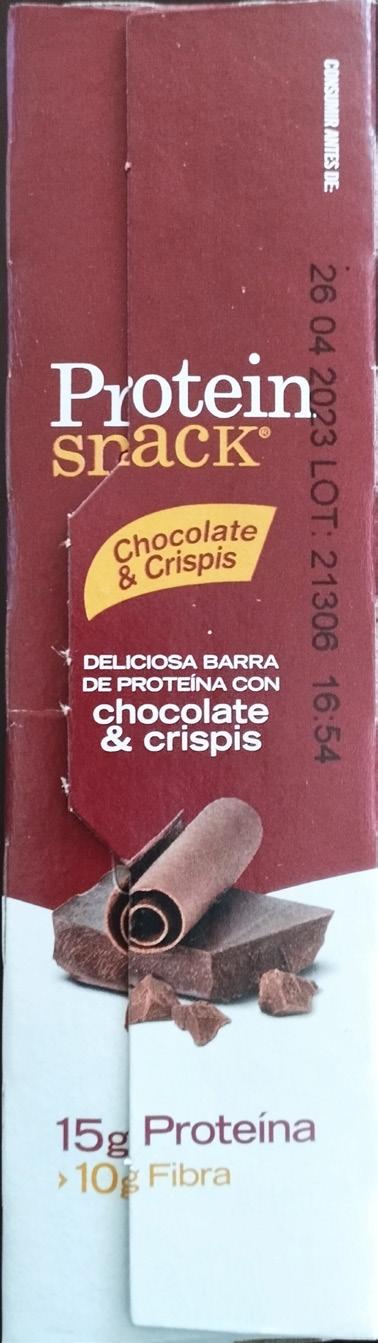 CONSUMIR ANTES DE:
26 04 2023 LOT: 21306 16:54
Protein
snack®
Chocolate
& Crispis
DELICIOSA BARRA
DE PROTEÍNA CON
chocolate
& crispis
15g Proteína
>10g Fibra